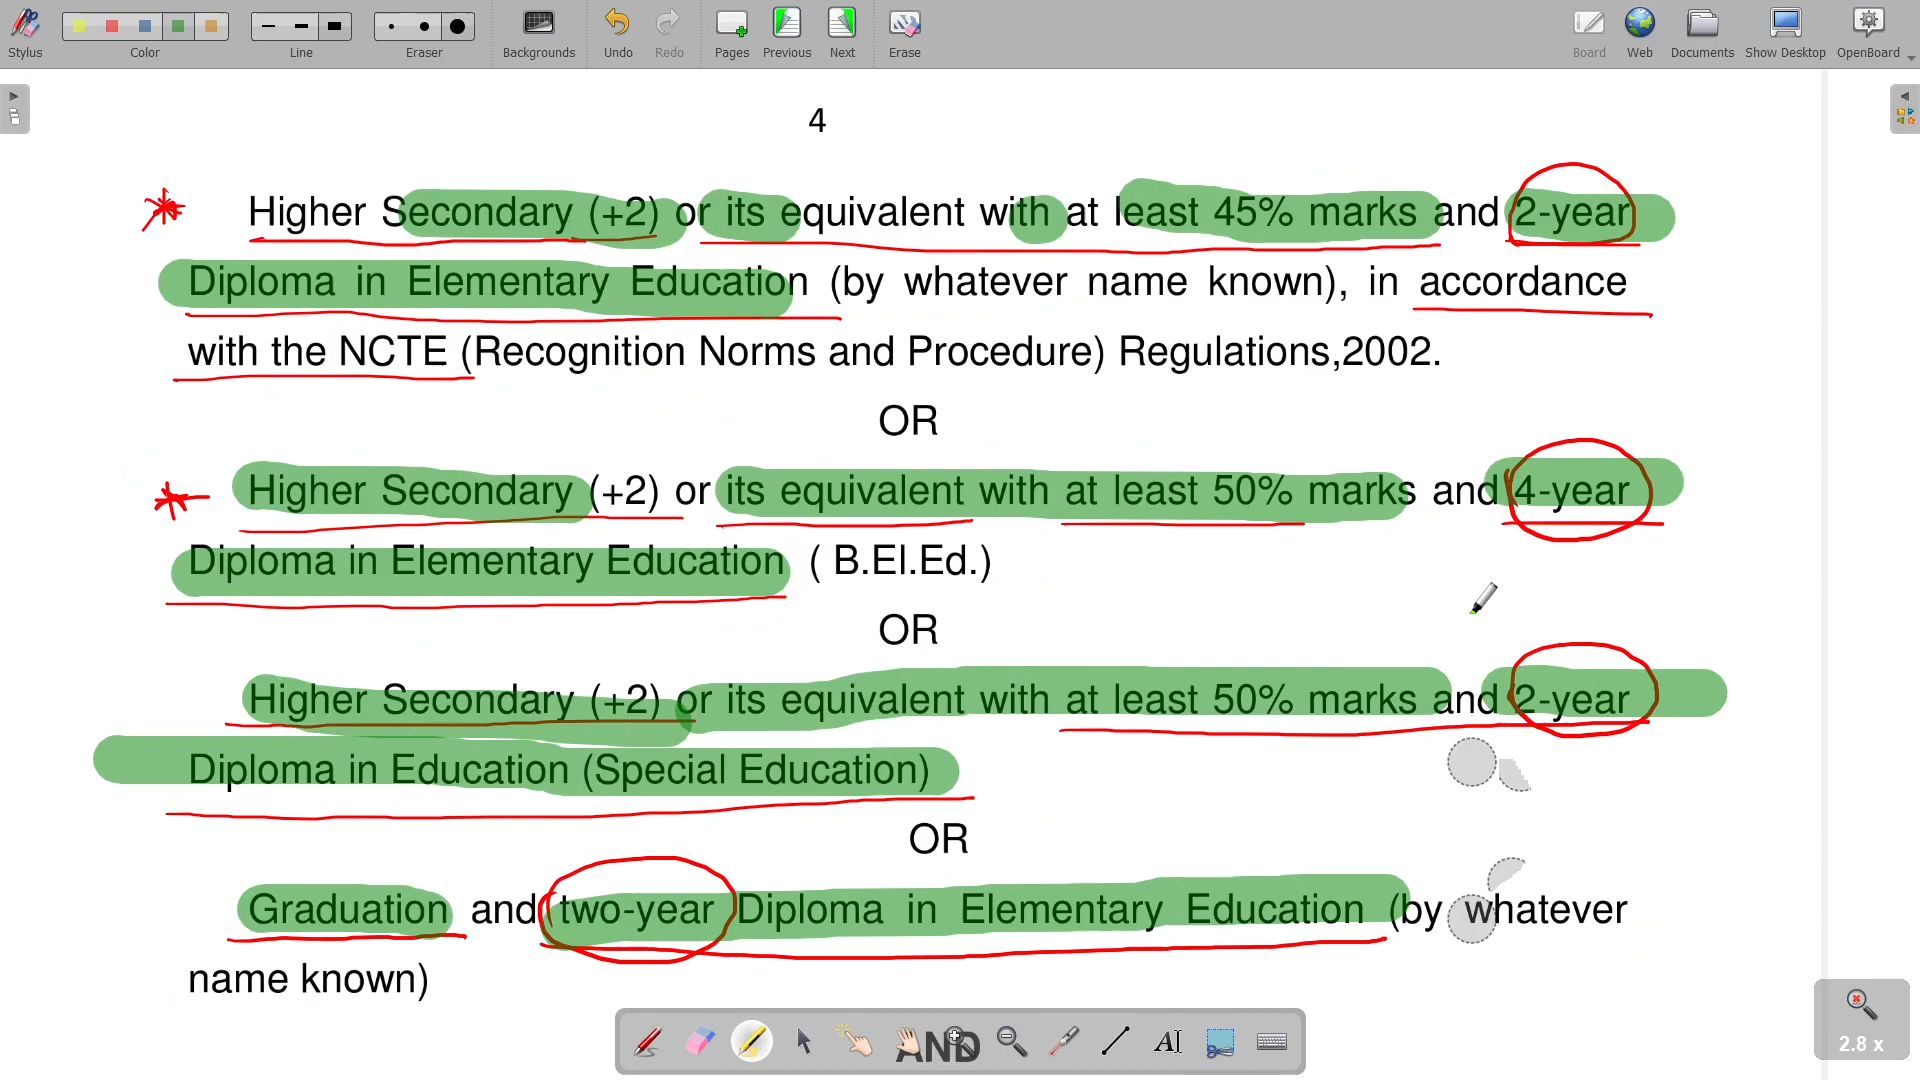 Stylus
Color
Line
Eraser
Backgrounds
Undo
Redo
Pages
Previous
Next
Erase
Board
Web
Documents
Show Desktop
OpenBoard
4
Higher Secondary (+2) or its equivalent with at least 45% marks and 2-year
Diploma in Elementary Education (by whatever name known), in accordance
with the NCTE (Recognition Norms and Procedure) Regulations,2002.
OR
Higher Secondary (+2) or its equivalent with at least 50% marks and 4-year
Diploma in Elementary Education ( B.El.Ed.)
OR
Higher Secondary (+2) or its equivalent with at least 50% marks and 2-year
Diploma in Education (Special Education)
OR
Graduation and two-year Diploma in Elementary Education (by whatever
name known)
AND
AI
2.8 x